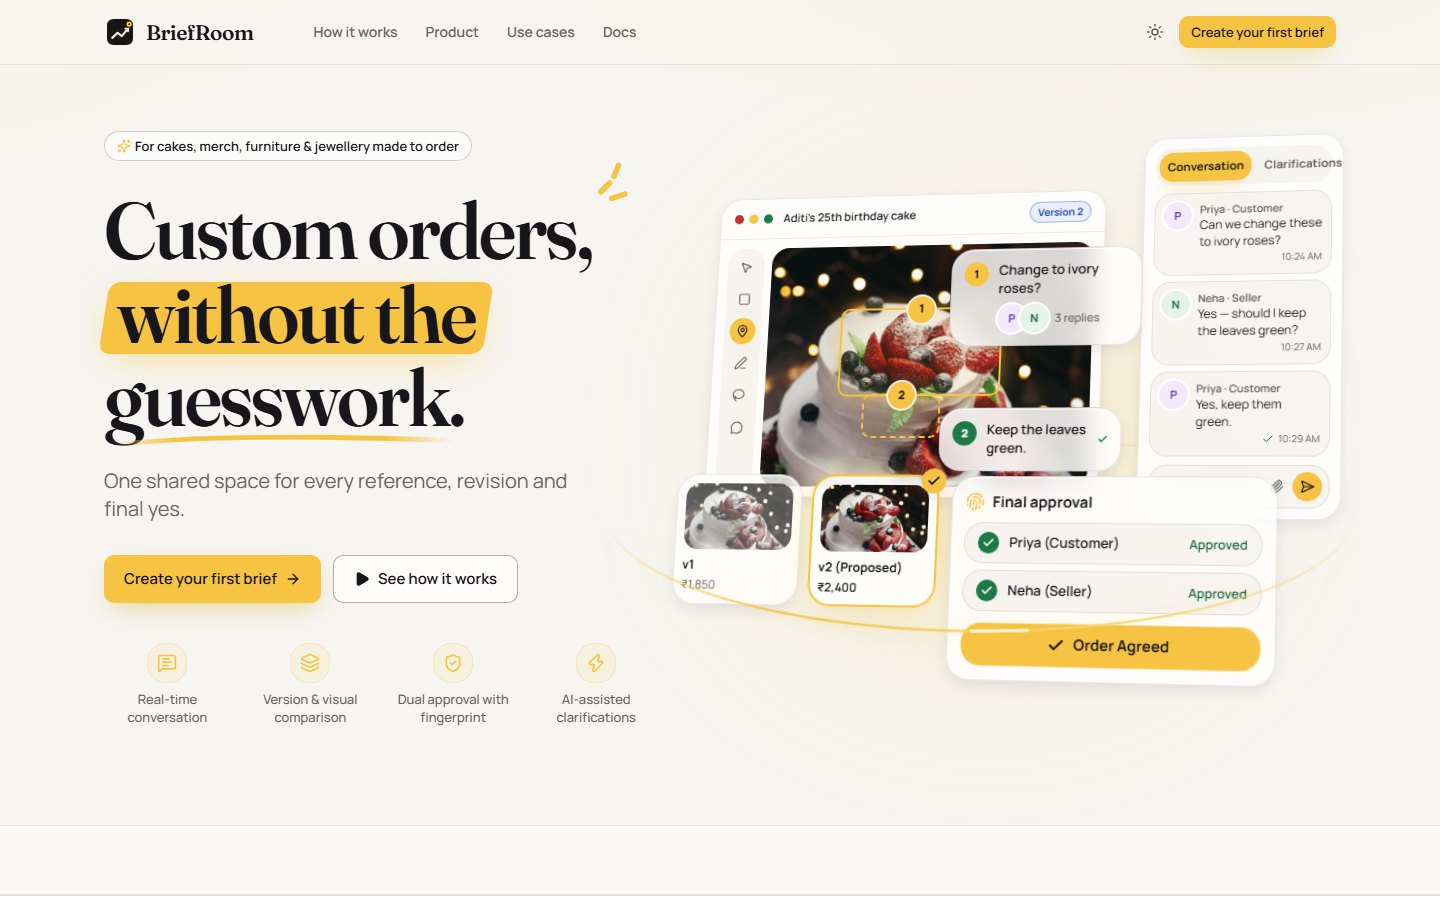 BriefRoom
How it works
Product
Use cases
Docs
Create your first brief
For cakes, merch, furniture & jewellery made to order
Custom orders,
without the
guesswork.
One shared space for every reference, revision and
final yes.
Create your first brief
See how it works
Real-time
conversation
Version & visual
comparison
Dual approval with
fingerprint
AI-assisted
clarifications
Aditi's 25th birthday cake
Version 2
1
Change to ivory
roses?
P
N
3 replies
1
2
2
Keep the leaves
green.
v1
₹1,850
v2 (Proposed)
₹2,400
Conversation
Clarifications
P
Priya · Customer
Can we change these
to ivory roses?
10:24 AM
N
Neha · Seller
Yes — should I keep
the leaves green?
10:27 AM
P
Priya · Customer
Yes, keep them
green.
10:29 AM
Final approval
Priya (Customer)
Approved
Neha (Seller)
Approved
Order Agreed